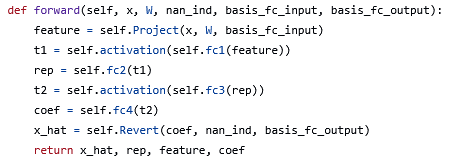 def forward(self, x, W, nan_ind, basis_fc_input, basis_fc_output):
    feature = self.Project(x, W, basis_fc_input)
    t1 = self.activation(self.fc1(feature))
    rep = self.fc2(t1)
    t2 = self.activation(self.fc3(rep))
    coef = self.fc4(t2)
    x_hat = self.Revert(coef, nan_ind, basis_fc_output)
    return x_hat, rep, feature, coef